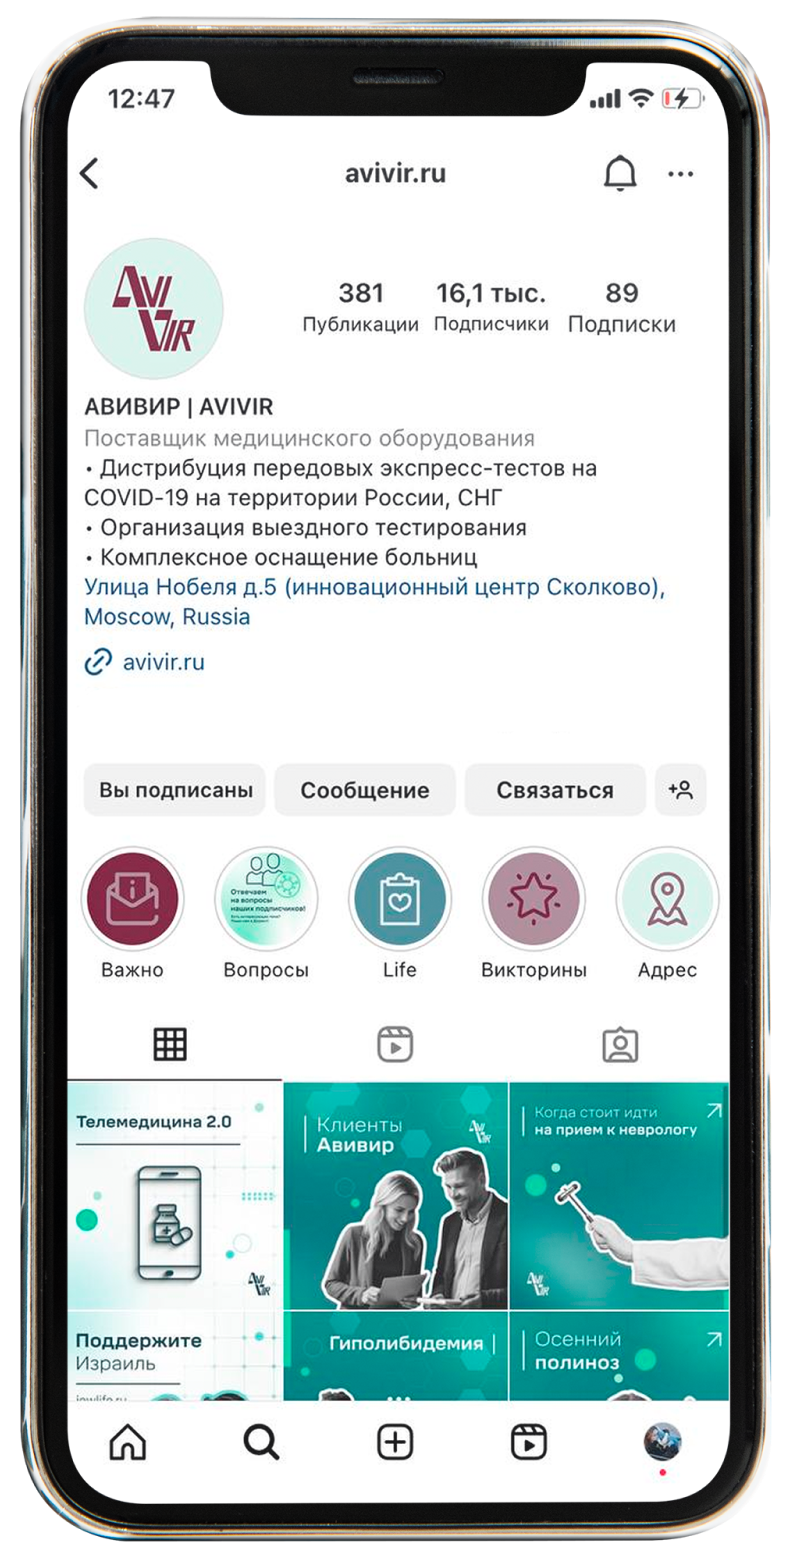 12:47
avivir.ru
AVI
VIR
381
16,1 тыс.
89
Публикации
Подписчики
Подписки
АВИВИР | AVIVIR
Поставщик медицинского оборудования
• Дистрибуция передовых экспресс-тестов на
COVID-19 на территории России, СНГ
• Организация выездного тестирования
• Комплексное оснащение больниц
Улица Нобеля д.5 (инновационный центр Сколково),
Moscow, Russia
avivir.ru
Вы подписаны
Сообщение
Связаться
Отвечаем
на вопросы
наших подписчиков!
Важно
Вопросы
Life
Викторины
Адрес
Телемедицина 2.0
AVI
VIR
Клиенты
Авивир
AVI
VIR
Когда стоит идти
на прием к неврологу
AVI
VIR
Поддержите
Израиль
Гиполибидемия
Осенний
полиноз